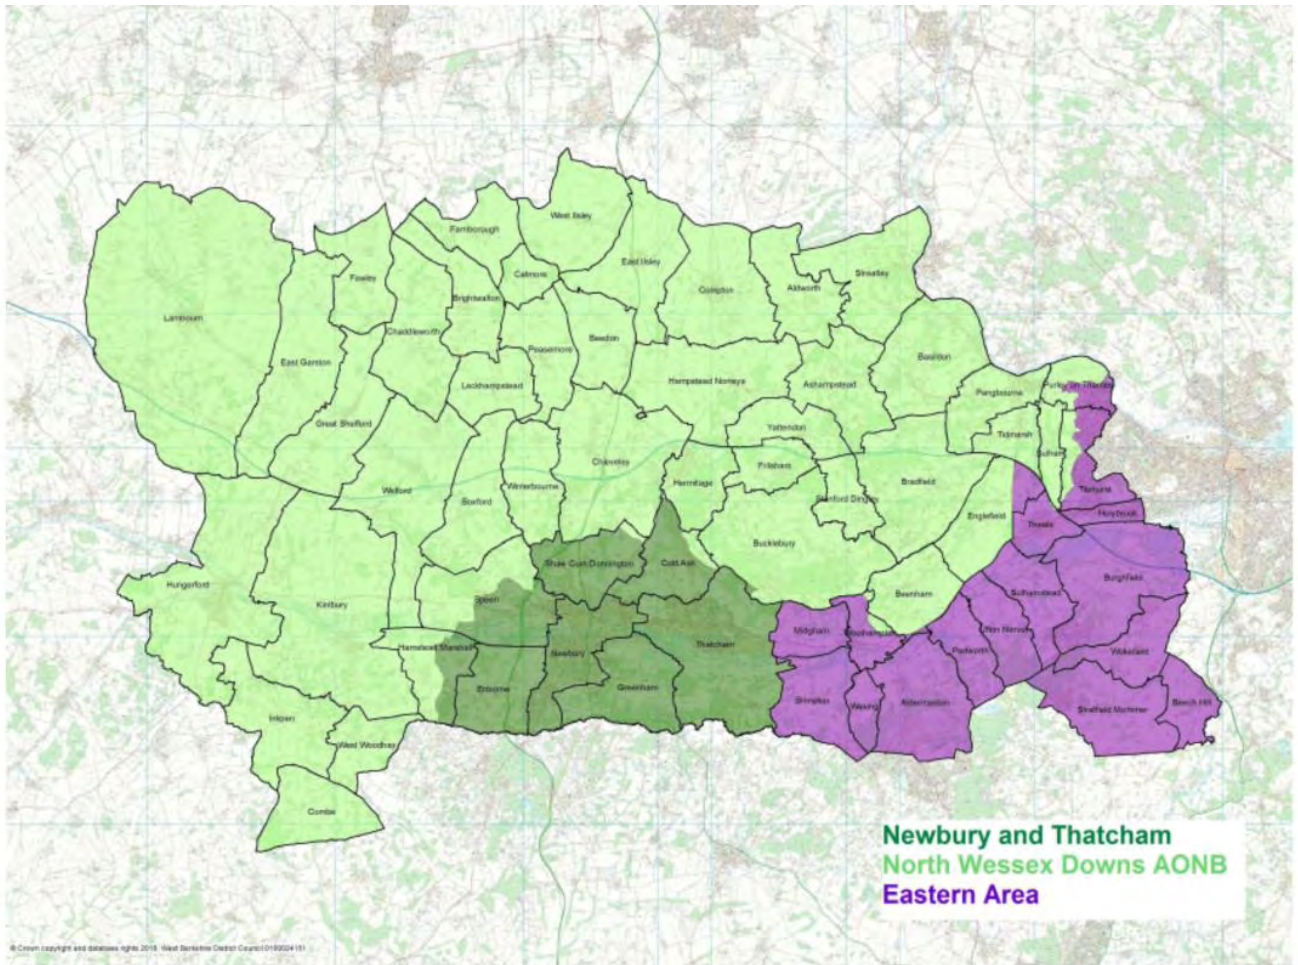 West Ilsley
Farnborough
East Ilsley
Catmore
Streatley
Fawley
Aldworth
Compton
Brightwalton
Lambourn
Chaddleworth
Beedon
Peasemore
Basildon
East Garston
Hampstead Norreys
Ashampstead
Leckhampstead
Purley on Thames
Pangbourne
Great Shefford
Yattendon
Tidmarsh
Sulham
Chieveley
Frilsham
Hermitage
Bradfield
Welford
Boxford
Winterbourne
Stanford Dingley
Tilehurst
Holybrook
Englefield
Theale
Bucklebury
Shaw Cum Donnington
Cold Ash
Burghfield
Hungerford
Beenham
Sulhamstead
Speen
Kintbury
Midgham
Woolhampton
Ufton Nervet
Hamstead Marshall
Thatcham
Newbury
Padworth
Wokefield
Enborne
Greenham
Brimpton
Wasing
Aldermaston
Stratfield Mortimer
Beech Hill
Inkpen
West Woodhay
Combe
Newbury and Thatcham
North Wessex Downs AONB
Eastern Area